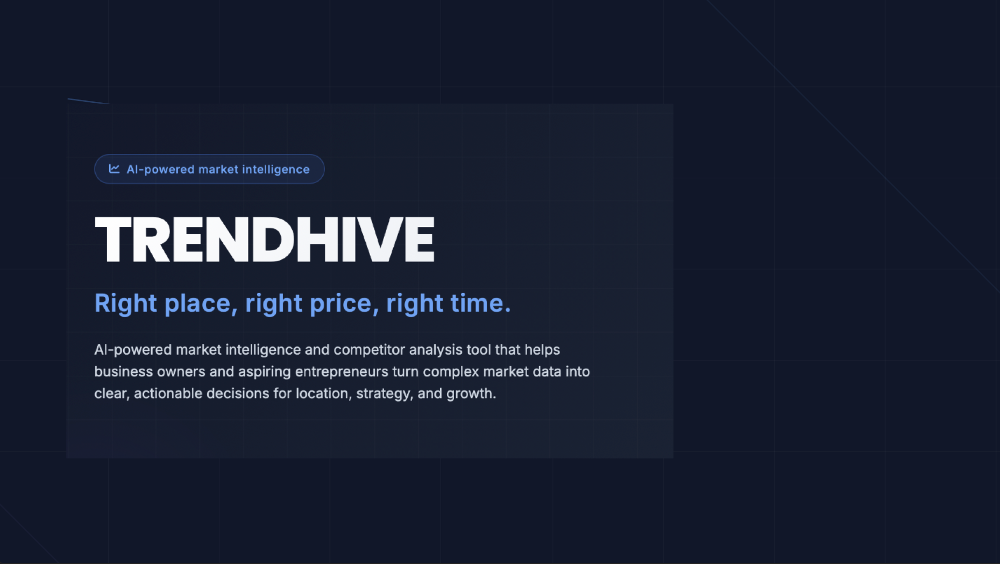 AI-powered market intelligence
TRENDHIVE
Right place, right price, right time.
AI-powered market intelligence and competitor analysis tool that helps
business owners and aspiring entrepreneurs turn complex market data into
clear, actionable decisions for location, strategy, and growth.